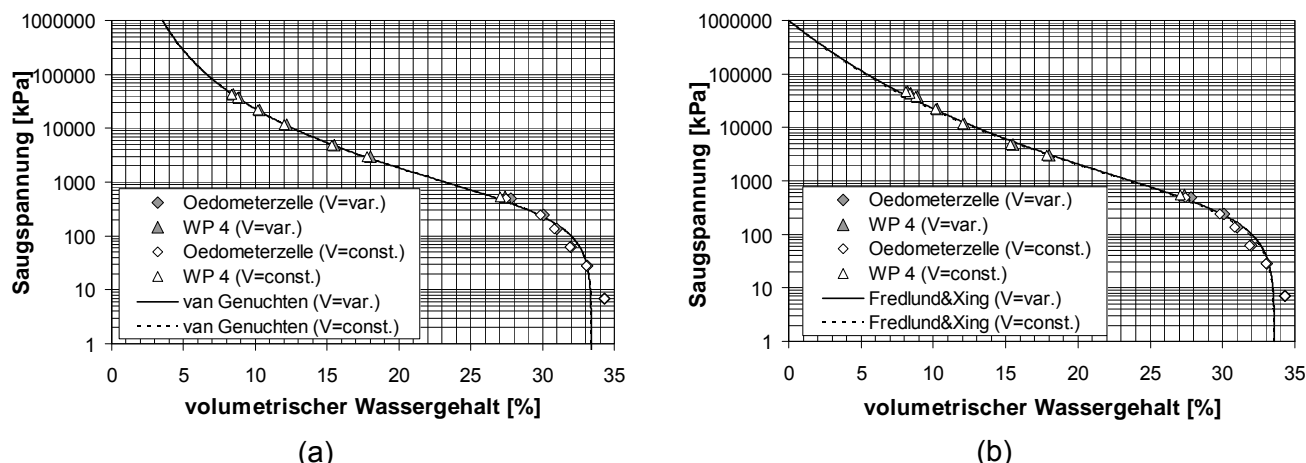 Saugspannung [kPa]
1000000
100000
10000
1000
100
10
1
Oedometerzelle (V=var.)
WP 4 (V=var.)
Oedometerzelle (V=const.)
WP 4 (V=const.)
van Genuchten (V=var.)
van Genuchten (V=const.)
0 5 10 15 20 25 30 35
volumetrischer Wassergehalt [%]
(a)
Saugspannung [kPa]
1000000
100000
10000
1000
100
10
1
Oedometerzelle (V=var.)
WP 4 (V=var.)
Oedometerzelle (V=const.)
WP 4 (V=const.)
Fredlund&Xing (V=var.)
Fredlund&Xing (V=const.)
0 5 10 15 20 25 30 35
volumetrischer Wassergehalt [%]
(b)